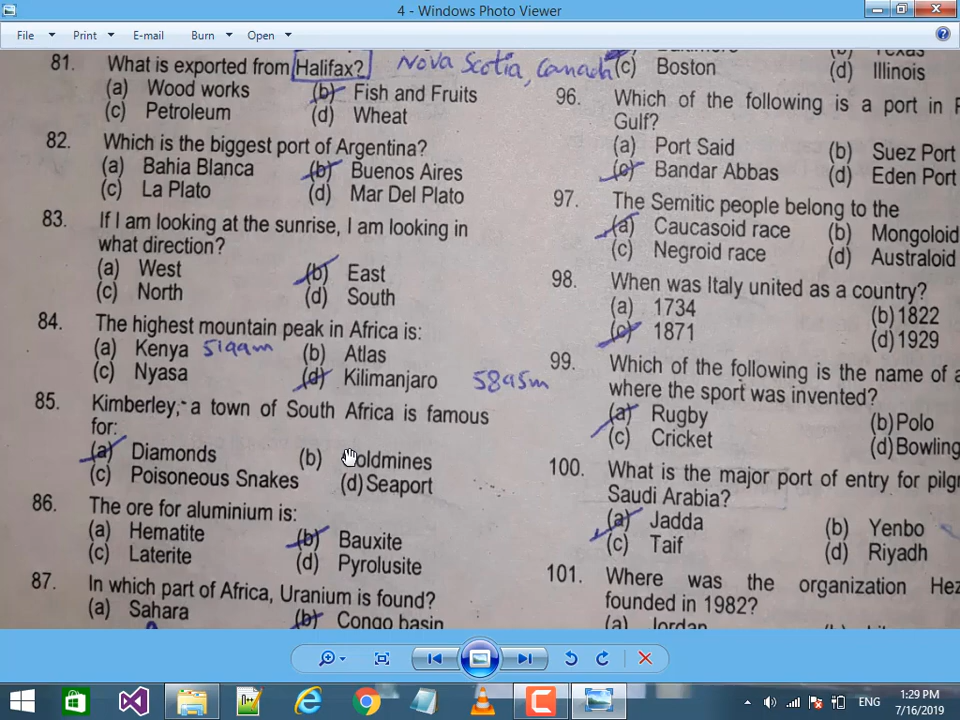 4 - Windows Photo Viewer
File Print E-mail Burn Open
81. What is exported from Halifax? Nova Scotia, Canada
(a) Wood works (b) Fish and Fruits
(c) Petroleum (d) Wheat
82. Which is the biggest port of Argentina?
(a) Bahia Blanca (b) Buenos Aires
(c) La Plato (d) Mar Del Plato
83. If I am looking at the sunrise, I am looking in
what direction?
(a) West (b) East
(c) North (d) South
84. The highest mountain peak in Africa is:
(a) Kenya 5199m (b) Atlas
(c) Nyasa (d) Kilimanjaro 5895m
85. Kimberley, a town of South Africa is famous
for:
(a) Diamonds (b) oldmines
(c) Poisoneous Snakes (d) Seaport
86. The ore for aluminium is:
(a) Hematite (b) Bauxite
(c) Laterite (d) Pyrolusite
87. In which part of Africa, Uranium is found?
(a) Sahara (b) Congo basin
(c) Boston (d) Illinois
96. Which of the following is a port in P
Gulf?
(a) Port Said (b) Suez Port
(c) Bandar Abbas (d) Eden Port
97. The Semitic people belong to the
(a) Caucasoid race (b) Mongoloid
(c) Negroid race (d) Australoid
98. When was Italy united as a country?
(a) 1734 (b) 1822
(c) 1871 (d) 1929
99. Which of the following is the name of a
where the sport was invented?
(a) Rugby (b) Polo
(c) Cricket (d) Bowling
100. What is the major port of entry for pilg
Saudi Arabia?
(a) Jadda (b) Yenbo
(c) Taif (d) Riyadh
101. Where was the organization Hez
founded in 1982?
(a) Jordan
ENG
1:29 PM
7/16/2019